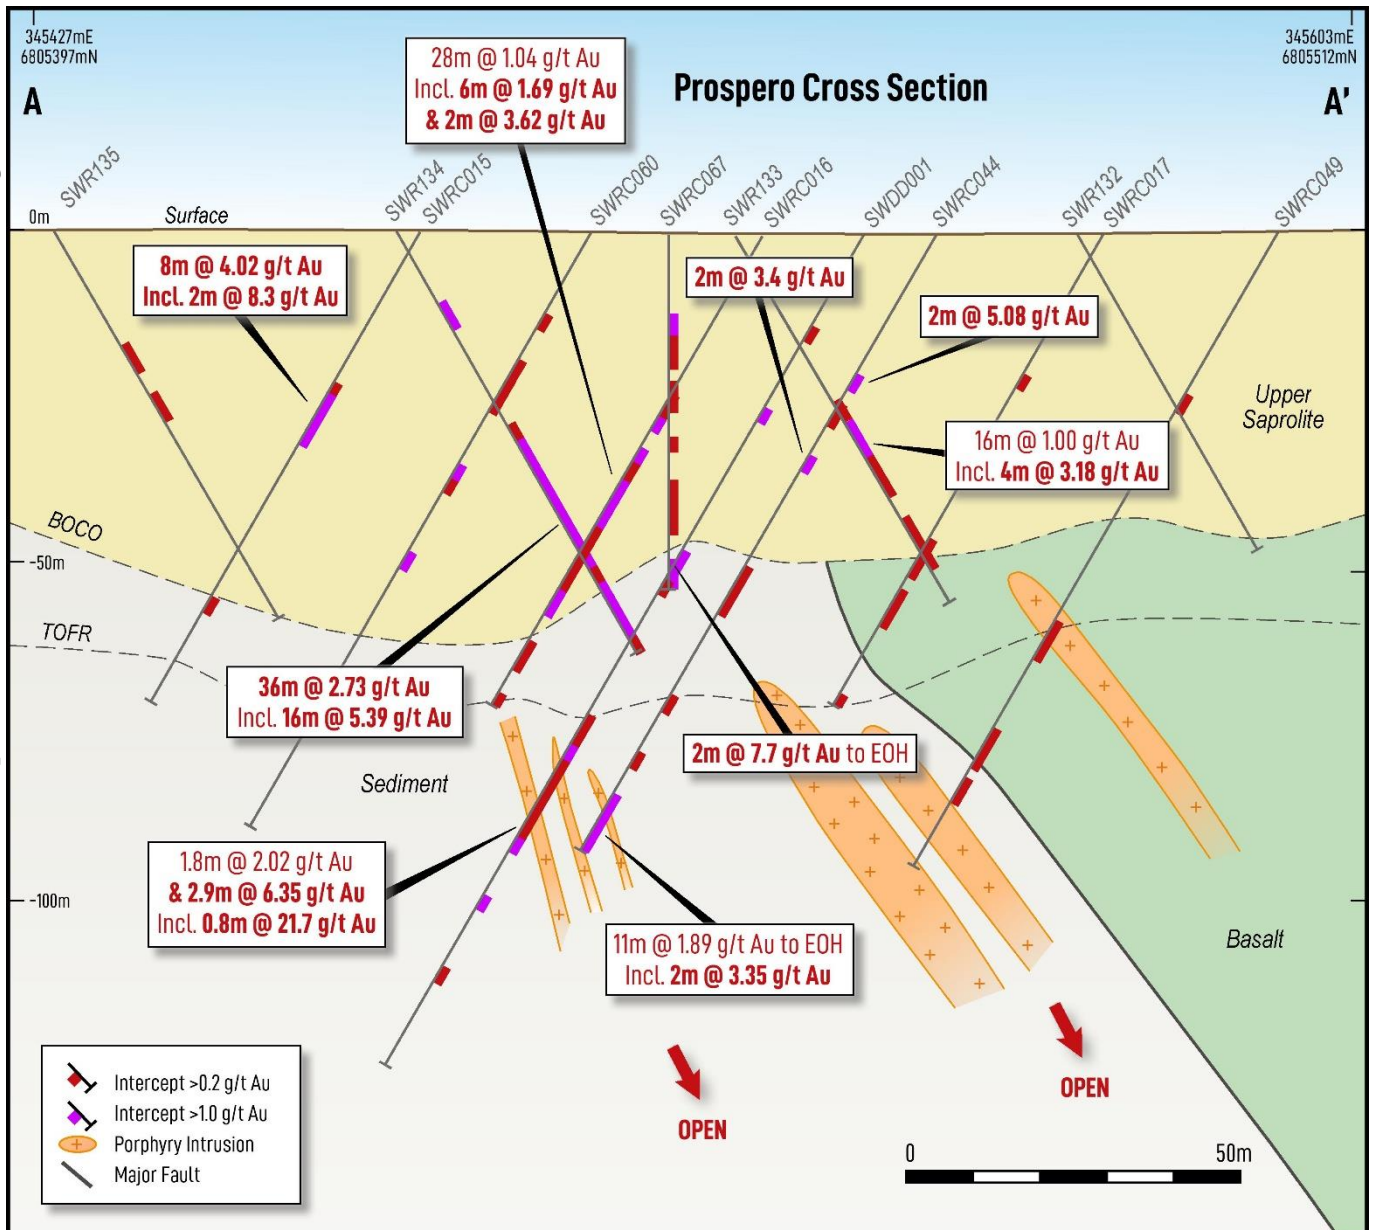 345427mE
6805397mN
345603mE
6805512mN
A
Prospero Cross Section
A’
28m @ 1.04 g/t Au
Incl. 6m @ 1.69 g/t Au
& 2m @ 3.62 g/t Au
SWR135
SWR134
SWRC015
SWRC060
SWRC067
SWR133
SWRC016
SWDD001
SWRC044
SWR132
SWRC017
SWRC049
0m
Surface
8m @ 4.02 g/t Au
Incl. 2m @ 8.3 g/t Au
2m @ 3.4 g/t Au
2m @ 5.08 g/t Au
Upper
Saprolite
16m @ 1.00 g/t Au
Incl. 4m @ 3.18 g/t Au
BOCO
-50m
TOFR
36m @ 2.73 g/t Au
Incl. 16m @ 5.39 g/t Au
2m @ 7.7 g/t Au to EOH
Sediment
1.8m @ 2.02 g/t Au
& 2.9m @ 6.35 g/t Au
Incl. 0.8m @ 21.7 g/t Au
-100m
11m @ 1.89 g/t Au to EOH
Incl. 2m @ 3.35 g/t Au
Basalt
OPEN
OPEN
Intercept >0.2 g/t Au
Intercept >1.0 g/t Au
Porphyry Intrusion
Major Fault
0
50m